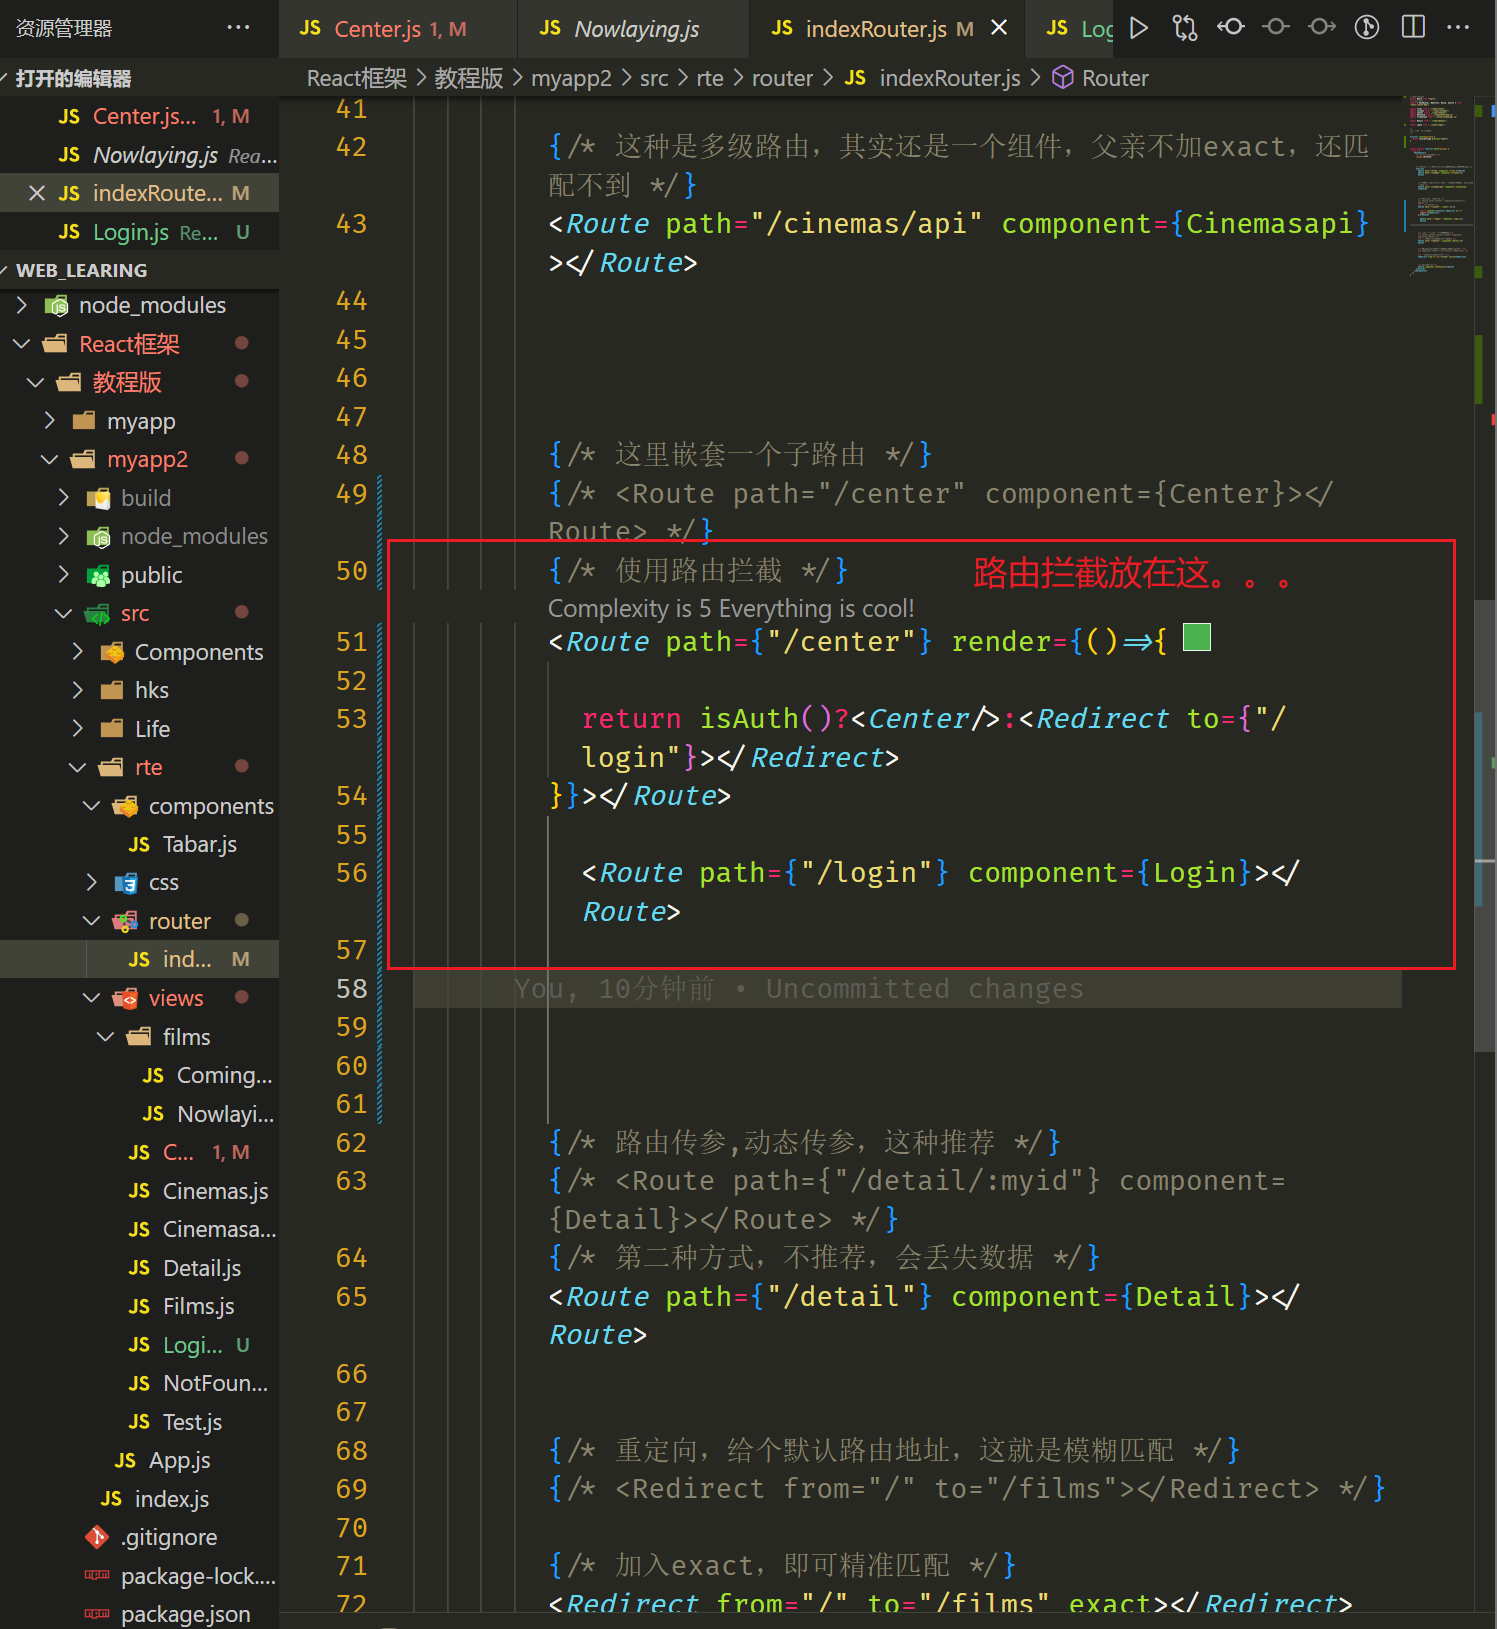 资源管理器 ···
JS Center.js 1, M
JS Nowlaying.js
JS indexRouter.js M
JS Log
打开的编辑器
JS Center.js... 1, M
JS Nowlaying.js Rea...
JS indexRoute... M
JS Login.js Re... U
WEB_LEARING
node_modules
React框架
教程版
myapp
myapp2
build
node_modules
public
src
Components
hks
Life
rte
components
JS Tabar.js
css
router
JS ind... M
views
films
JS Coming...
JS Nowlayi...
JS C... 1, M
JS Cinemas.js
JS Cinemasa...
JS Detail.js
JS Films.js
JS Logi... U
JS NotFoun...
JS Test.js
JS App.js
JS index.js
.gitignore
package-lock....
package.json
React框架 > 教程版 > myapp2 > src > rte > router > JS indexRouter.js > Router
41
42 {/* 这种是多级路由，其实还是一个组件，父亲不加exact，还匹
配不到 */}
43 <Route path="/cinemas/api" component={Cinemasapi}
></Route>
44
45
46
47
48 {/* 这里嵌套一个子路由 */}
49 {/* <Route path="/center" component={Center}></
Route> */}
50 {/* 使用路由拦截 */} 路由拦截放在这。。。
Complexity is 5 Everything is cool!
51 <Route path={"/center"} render={()=>{
52
53 return isAuth()?<Center/>:<Redirect to={"/
login"}></Redirect>
54 }}></Route>
55
56 <Route path={"/login"} component={Login}></
Route>
57
58 You, 10分钟前 • Uncommitted changes
59
60
61
62 {/* 路由传参,动态传参，这种推荐 */}
63 {/* <Route path={"/detail/:myid"} component=
{Detail}></Route> */}
64 {/* 第二种方式，不推荐，会丢失数据 */}
65 <Route path={"/detail"} component={Detail}></
Route>
66
67
68 {/* 重定向，给个默认路由地址，这就是模糊匹配 */}
69 {/* <Redirect from="/" to="/films"></Redirect> */}
70
71 {/* 加入exact，即可精准匹配 */}
72 <Redirect from="/" to="/films" exact></Redirect>